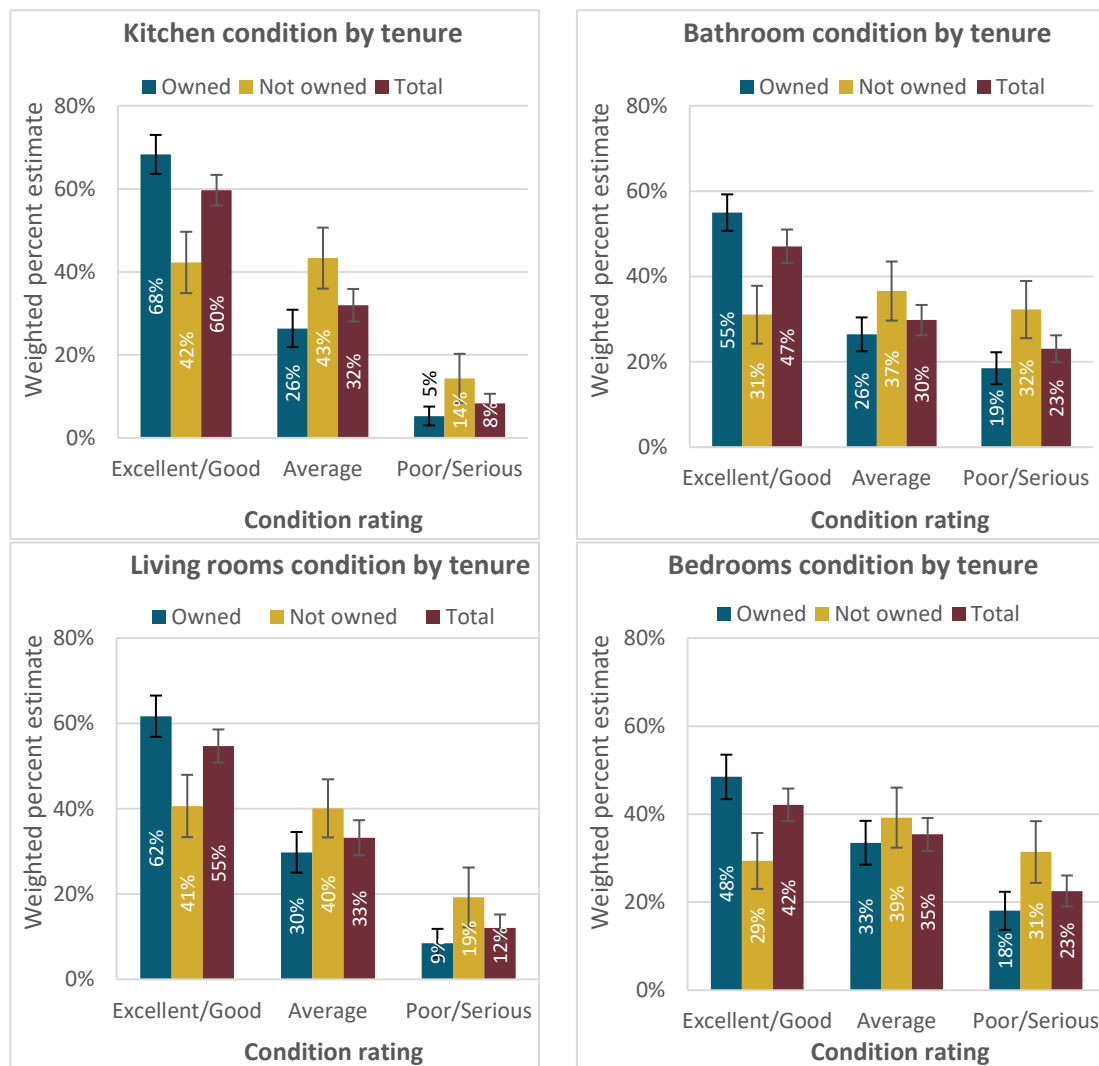 Kitchen condition by tenure
Owned Not owned Total
Weighted percent estimate
80%
60%
40%
20%
0%
68%
42%
60%
26%
43%
32%
5%
14%
8%
Excellent/Good Average Poor/Serious
Condition rating
Bathroom condition by tenure
Owned Not owned Total
Weighted percent estimate
80%
60%
40%
20%
0%
55%
31%
47%
26%
37%
30%
19%
32%
23%
Excellent/Good Average Poor/Serious
Condition rating
Living rooms condition by tenure
Owned Not owned Total
Weighted percent estimate
80%
60%
40%
20%
0%
62%
41%
55%
30%
40%
33%
9%
19%
12%
Excellent/Good Average Poor/Serious
Condition rating
Bedrooms condition by tenure
Owned Not owned Total
Weighted percent estimate
80%
60%
40%
20%
0%
48%
29%
42%
33%
39%
35%
18%
31%
23%
Excellent/Good Average Poor/Serious
Condition rating